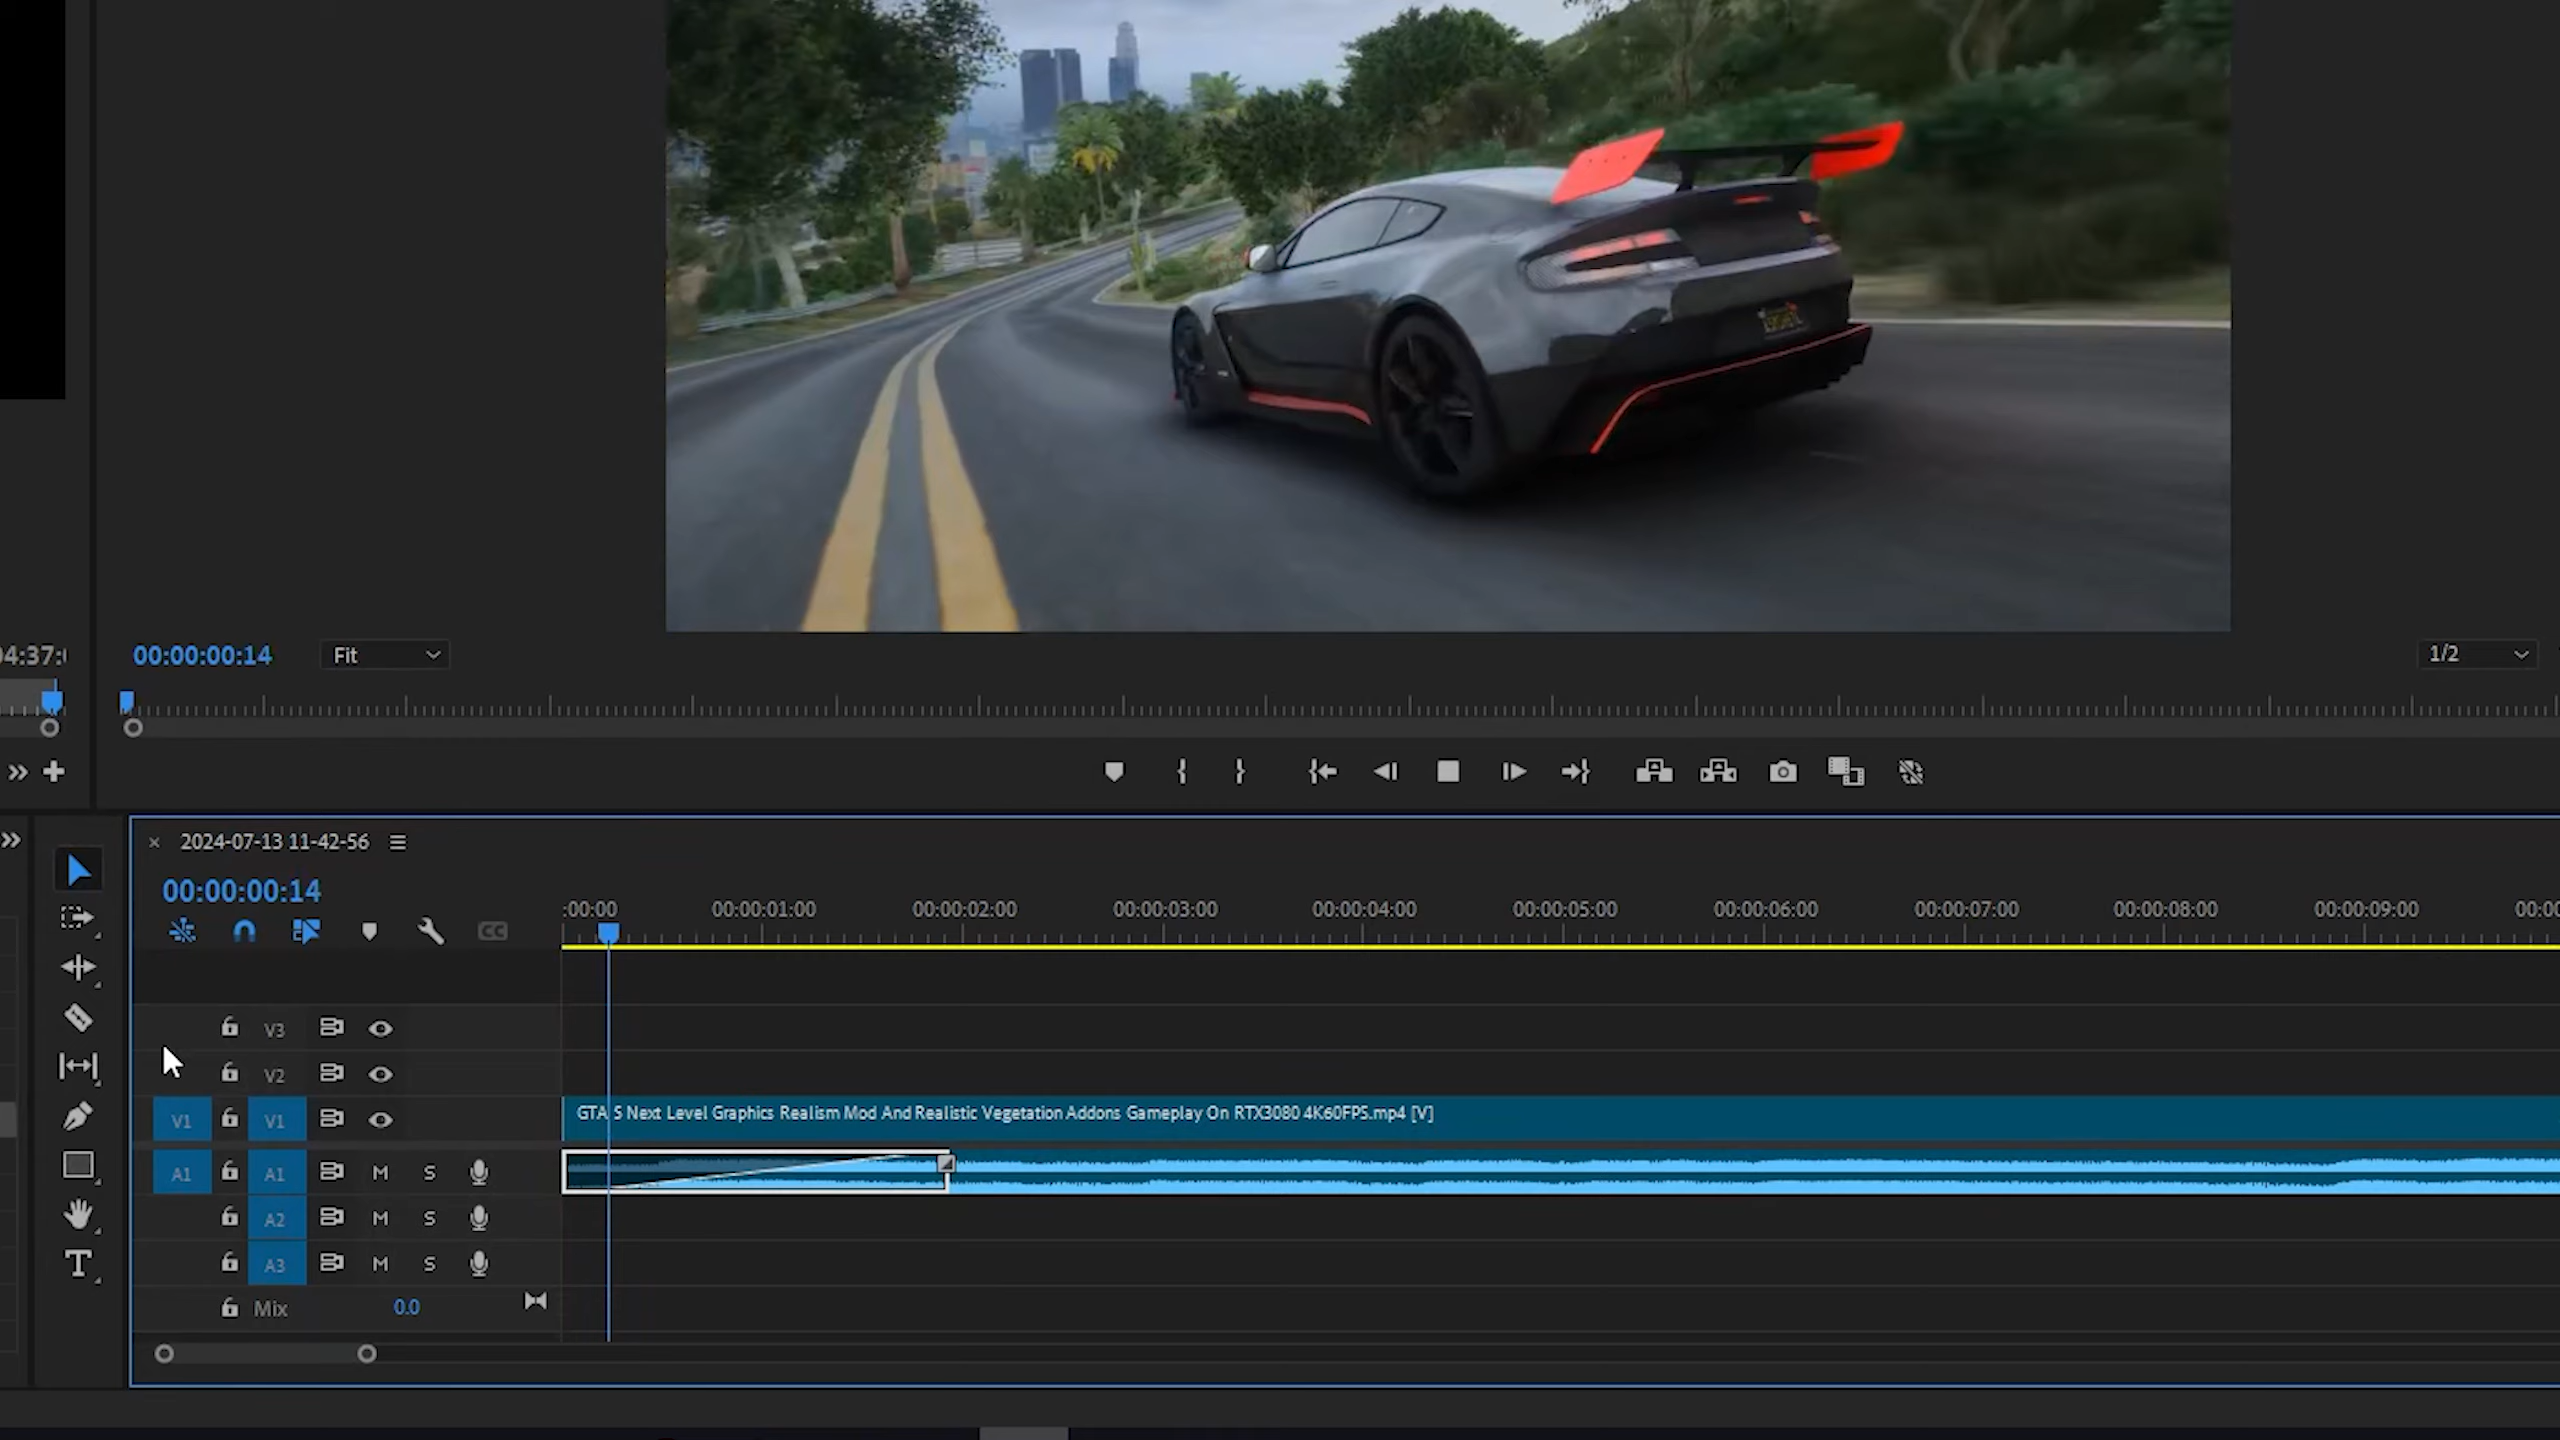 00:00:00:14
Fit
1/2
2024-07-13 11-42-56
00:00:00:14
CC
:00:00
00:00:01:00
00:00:02:00
00:00:03:00
00:00:04:00
00:00:05:00
00:00:06:00
00:00:07:00
00:00:08:00
00:00:09:00
V3
V2
V1 V1
GTA 5 Next Level Graphics Realism Mod And Realistic Vegetation Addons Gameplay On RTX3080 4K60FPS.mp4 [V]
A1 A1 M S
A2 M S
A3 M S
Mix 0.0